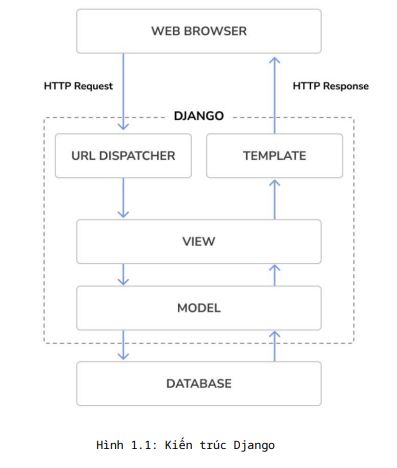 WEB BROWSER
HTTP Request
HTTP Response
DJANGO
URL DISPATCHER
TEMPLATE
VIEW
MODEL
DATABASE
Hình 1.1: Kiến trúc Django